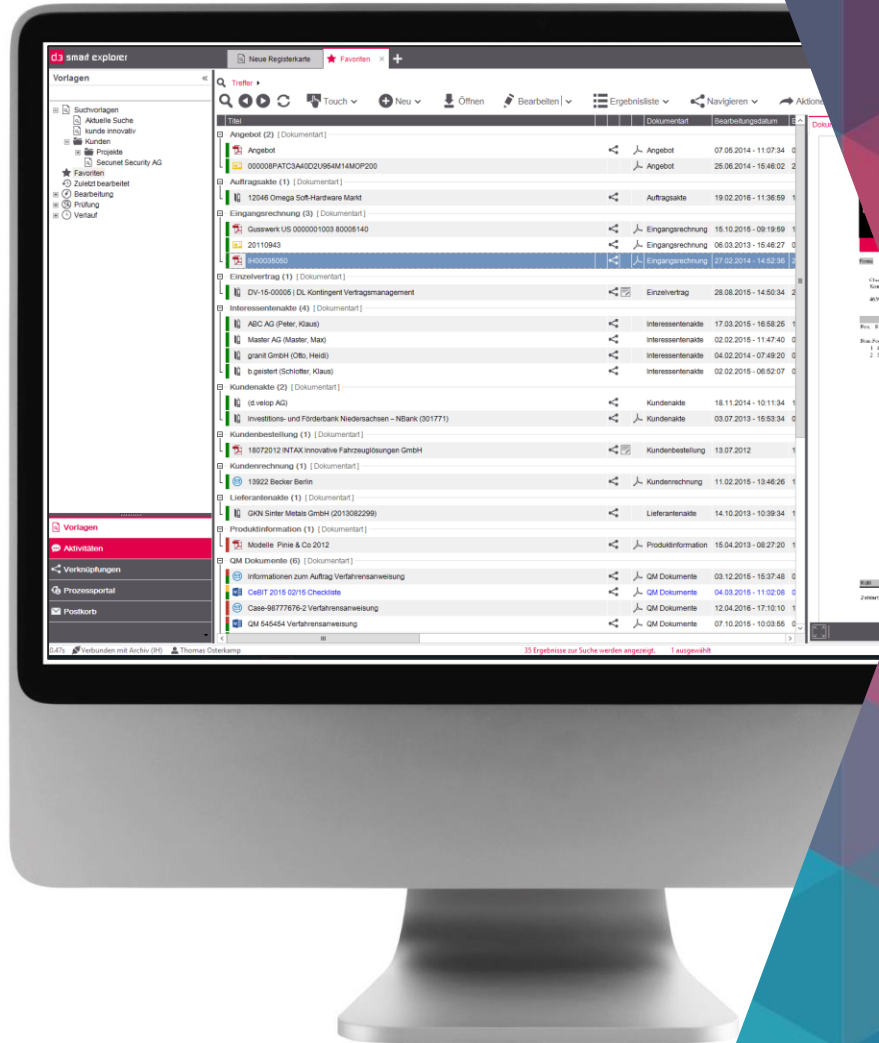 d3 smart explorer
Neue Registerkarte
Favoriten
Vorlagen
«
Suchvorlagen
Aktuelle Suche
kunde innovativ
Kunden
Projekte
Secunet Security AG
Favoriten
Zuletzt bearbeitet
Bearbeitung
Prüfung
Verlauf
Vorlagen
Aktivitäten
Verknüpfungen
Prozessportal
Postkorb
Treffer
Touch Neu Öffnen Bearbeiten Ergebnisliste Navigieren
Titel Dokumentart Bearbeitungsdatum
Angebot (2) [Dokumentart]
Angebot Angebot 07.05.2014 - 11:07:34
000008PATC3A40D2U954M14MOP200 Angebot 25.06.2014 - 15:46:02
Auftragsakte (1) [Dokumentart]
12046 Omega Soft-Hardware Markt Auftragsakte 19.02.2016 - 11:36:59
Eingangsrechnung (3) [Dokumentart]
Gusswerk US 0000001003 80005140 Eingangsrechnung 15.10.2015 - 09:19:59
20110943 Eingangsrechnung 06.03.2013 - 15:46:27
IH00035050 Eingangsrechnung 27.02.2014 - 14:52:36
Einzelvertrag (1) [Dokumentart]
DV-15-00005 | DL Kontingent Vertragsmanagement Einzelvertrag 28.08.2015 - 14:50:34
Interessentenakte (4) [Dokumentart]
ABC AG (Peter, Klaus) Interessentenakte 17.03.2015 - 16:58:25
Master AG (Master, Max) Interessentenakte 02.02.2015 - 11:47:40
granit GmbH (Otto, Heidi) Interessentenakte 04.02.2014 - 07:49:20
b.geistert (Schlotter, Klaus) Interessentenakte 02.02.2015 - 06:52:07
Kundenakte (2) [Dokumentart]
(d.velop AG) Kundenakte 18.11.2014 - 10:11:34
Investitions- und Förderbank Niedersachsen – NBank (301771) Kundenakte 03.07.2013 - 15:53:34
Kundenbestellung (1) [Dokumentart]
18072012 INTAX Innovative Fahrzeuglösungen GmbH Kundenbestellung 13.07.2012
Kundenrechnung (1) [Dokumentart]
13922 Becker Berlin Kundenrechnung 11.02.2015 - 13:46:26
Lieferantenakte (1) [Dokumentart]
GKN Sinter Metals GmbH (2013082299) Lieferantenakte 14.10.2013 - 10:39:34
Produktinformation (1) [Dokumentart]
Modelle Pinie & Co 2012 Produktinformation 15.04.2013 - 08:27:20
QM Dokumente (6) [Dokumentart]
Informationen zum Auftrag Verfahrensanweisung QM Dokumente 03.12.2015 - 15:37:48
CeBIT 2015 02/15 Checkliste QM Dokumente 04.03.2015 - 11:02:08
Case-98777676-2 Verfahrensanweisung QM Dokumente 12.04.2016 - 17:10:10
QM 545454 Verfahrensanweisung QM Dokumente 07.10.2015 - 10:03:56
0.47s Verbunden mit Archiv (IH) Thomas Osterkamp 35 Ergebnisse zur Suche werden angezeigt. 1 ausgewählt